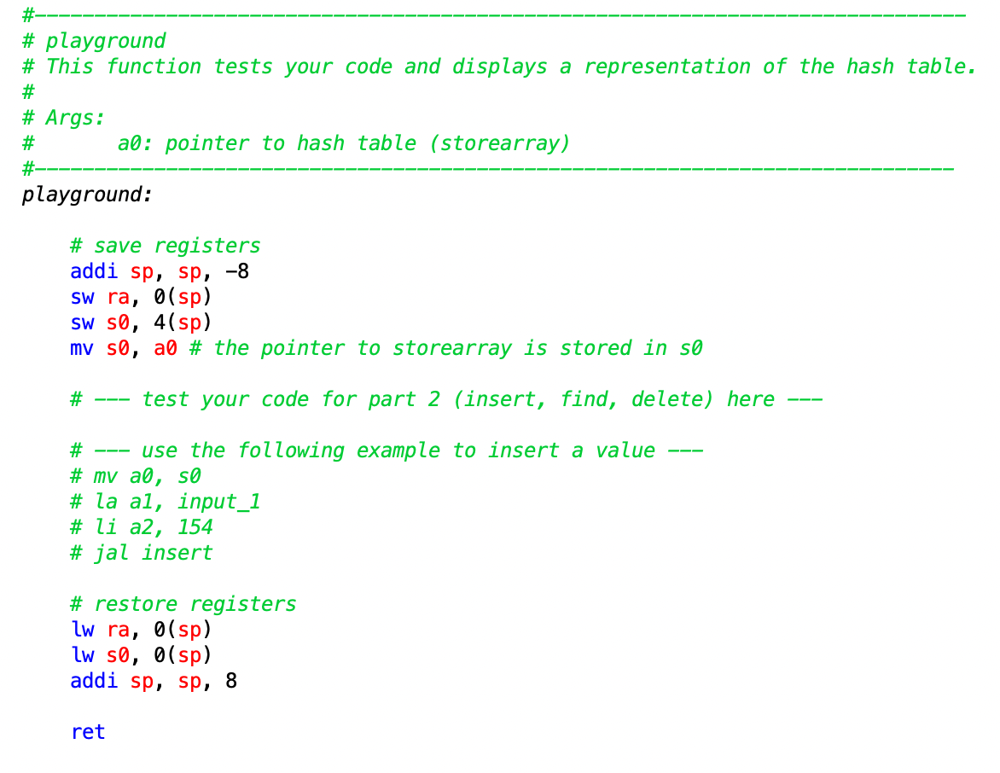 #------------------------------------------------------------------------------
# playground
# This function tests your code and displays a representation of the hash table.
#
# Args:
#       a0: pointer to hash table (storearray)
#-----------------------------------------------------------------------------
playground:
# save registers
addi sp, sp, -8
sw ra, 0(sp)
sw s0, 4(sp)
mv s0, a0 # the pointer to storearray is stored in s0
# --- test your code for part 2 (insert, find, delete) here ---
# --- use the following example to insert a value ---
# mv a0, s0
# la a1, input_1
# li a2, 154
# jal insert
# restore registers
lw ra, 0(sp)
lw s0, 0(sp)
addi sp, sp, 8
ret